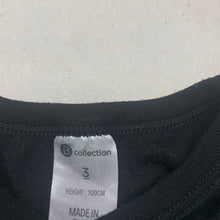 B collection
3
HEIGHT : 100CM
MADE IN